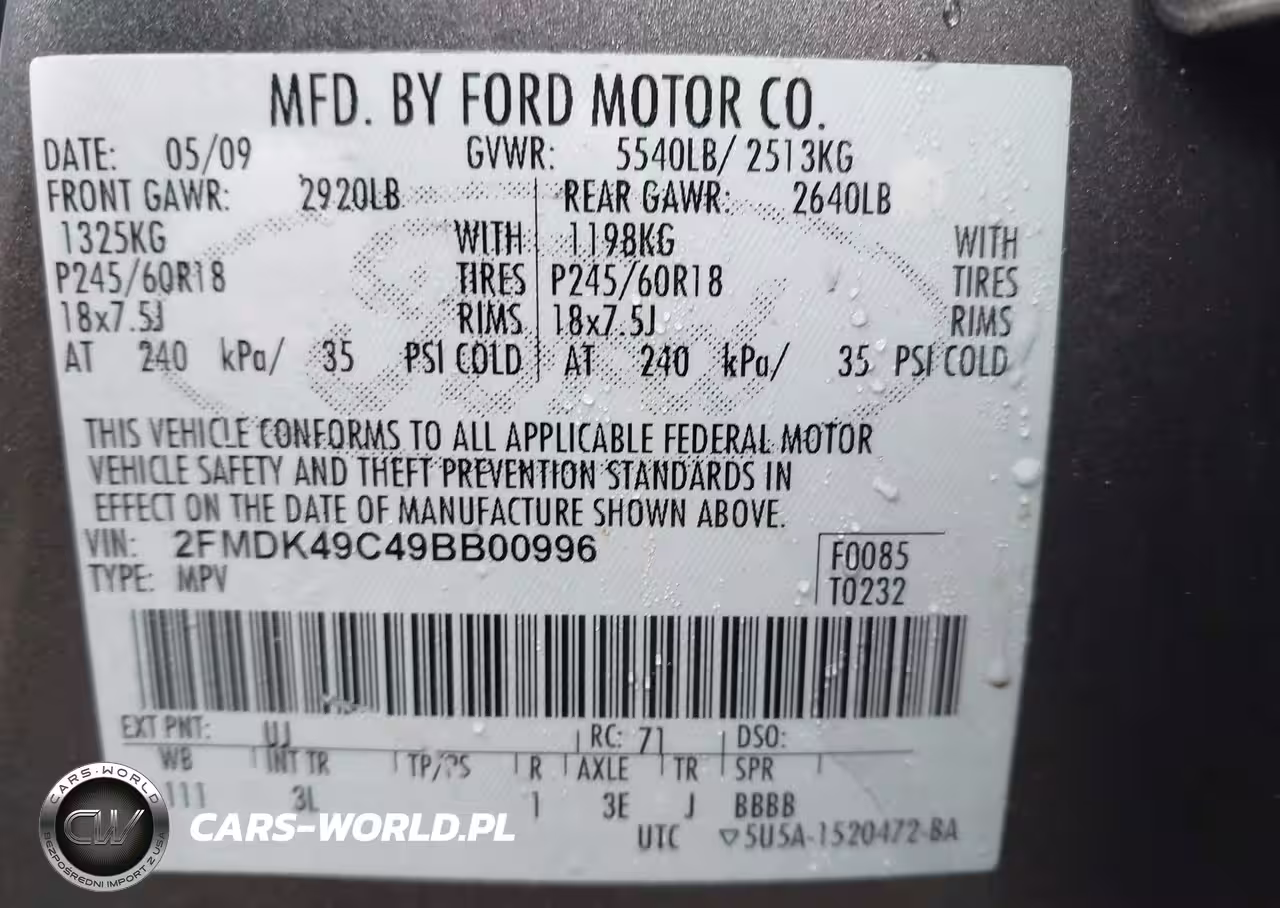 MFD. BY FORD MOTOR CO.
DATE: 05/09 GVWR: 5540LB/ 2513KG
FRONT GAWR: 2920LB REAR GAWR: 2640LB
1325KG WITH 1198KG WITH
P245/60R18 TIRES P245/60R18 TIRES
18x7.5J RIMS 18x7.5J RIMS
AT 240 kPa/ 35 PSI COLD AT 240 kPa/ 35 PSI COLD
THIS VEHICLE CONFORMS TO ALL APPLICABLE FEDERAL MOTOR
VEHICLE SAFETY AND THEFT PREVENTION STANDARDS IN
EFFECT ON THE DATE OF MANUFACTURE SHOWN ABOVE.
VIN: 2FMDK49C49BB00996
TYPE: MPV
F0085
T0232
EXT PNT: UJ RC: 71 DSO:
WB INT TR TP/PS R AXLE TR SPR
111 3L 1 3E J BBBB
UTC ▽5U5A-1520472-BA
CARS-WORLD
CW
BEZPOŚREDNI IMPORT Z USA
CARS-WORLD.PL